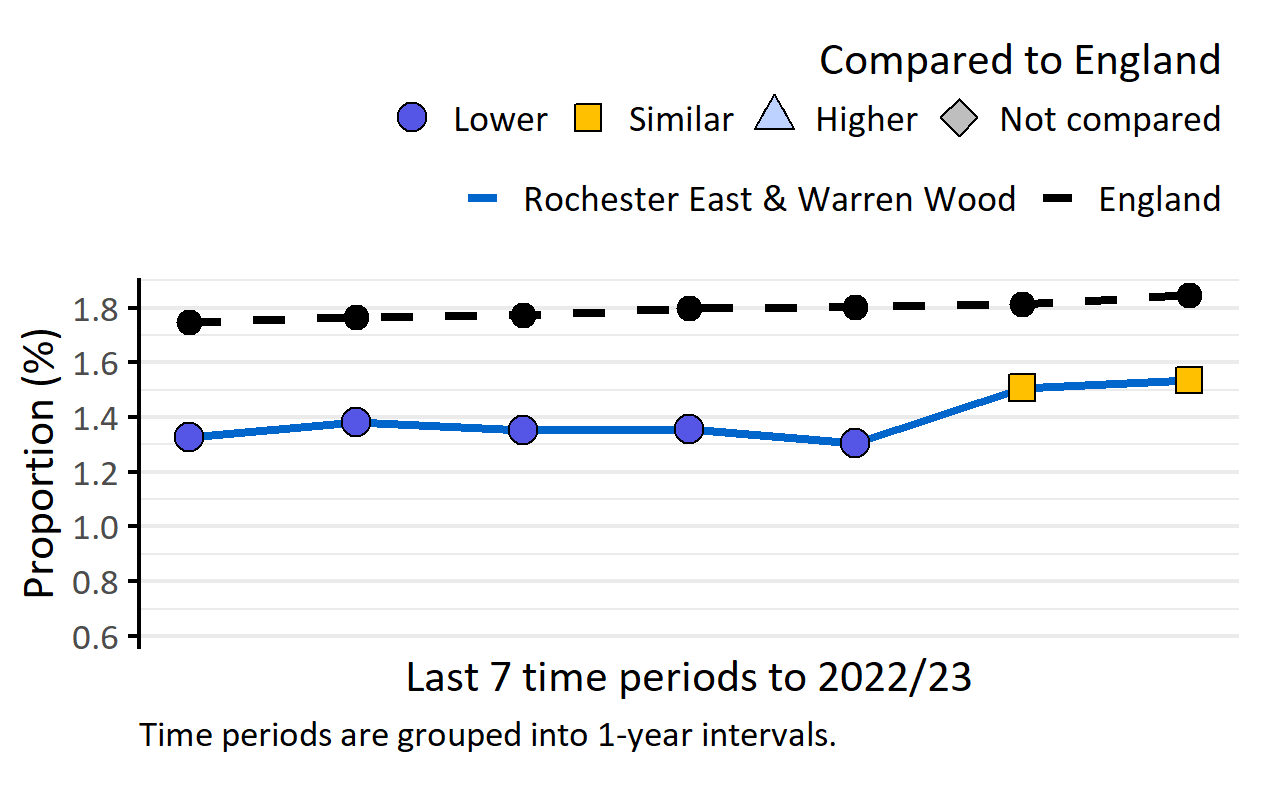 Compared to England
Lower Similar Higher Not compared
Rochester East & Warren Wood England
Proportion (%)
1.8
1.6
1.4
1.2
1.0
0.8
0.6
Last 7 time periods to 2022/23
Time periods are grouped into 1-year intervals.